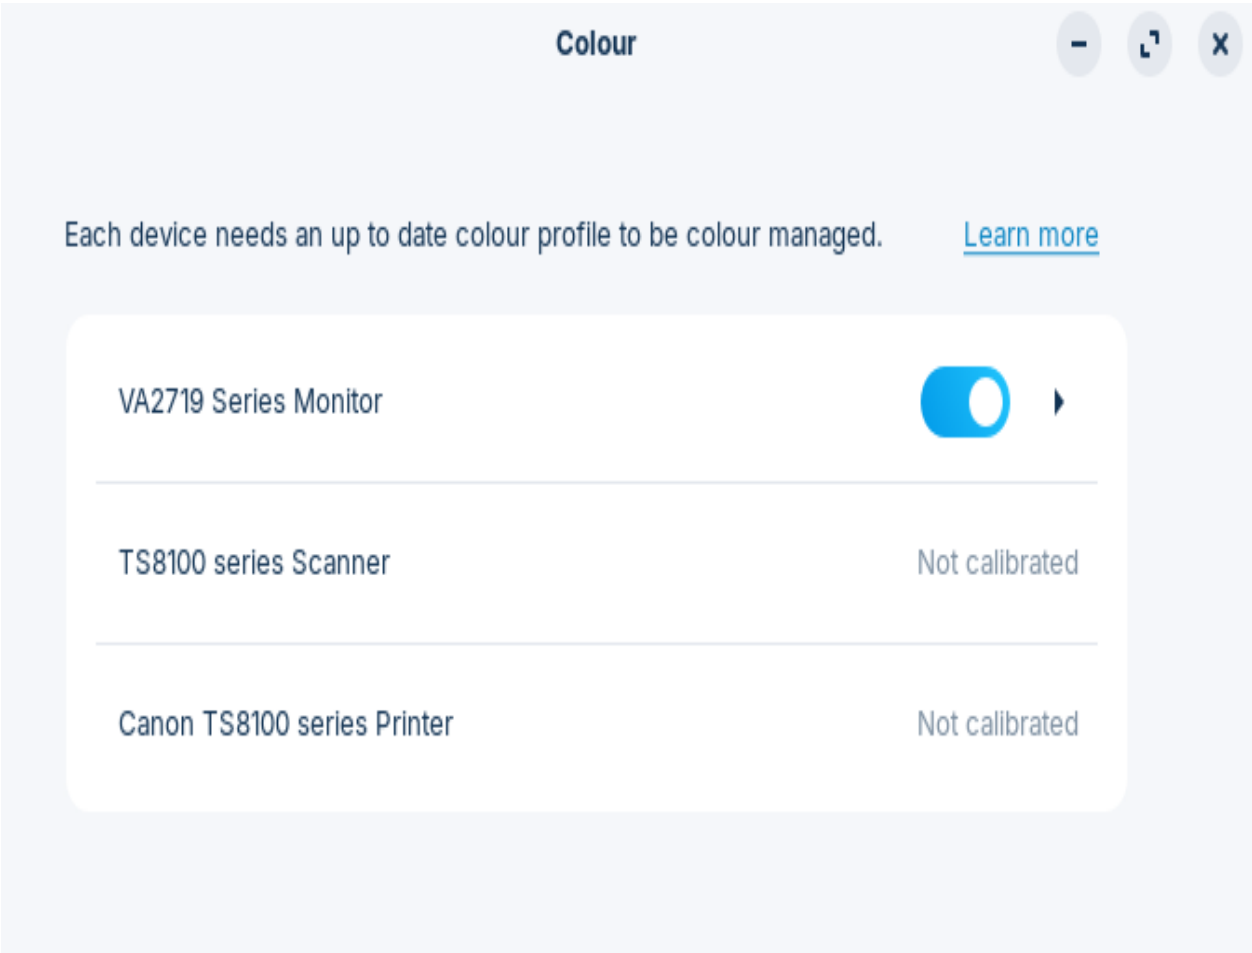 Colour
Each device needs an up to date colour profile to be colour managed. Learn more
VA2719 Series Monitor
TS8100 series Scanner Not calibrated
Canon TS8100 series Printer Not calibrated